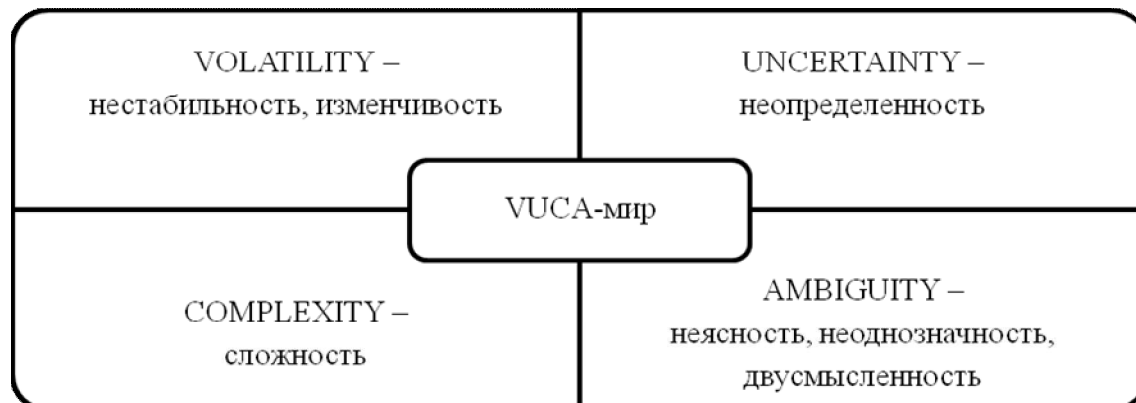 VOLATILITY –
нестабильность, изменчивость
UNCERTAINTY –
неопределенность
VUCA-мир
COMPLEXITY –
сложность
AMBIGUITY –
неясность, неоднозначность,
двусмысленность